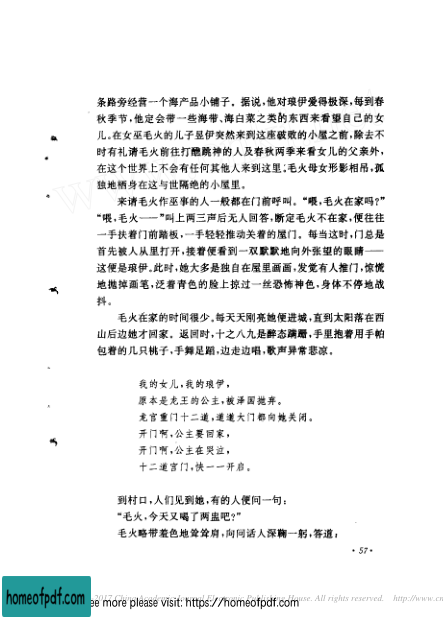 条路旁经营一个海产品小铺子。据说,他对琅伊爱得极深,每到春
秋季节,他定会带一些海带、海白菜之类的东西来看望自己的女
儿。在女巫毛火的儿子昱伊突然来到这座破败的小屋之前,除去不
时有礼请毛火前往打醮跳神的人及春秋两季来看女儿的父亲外,
在这个世界上不会有任何其他人来到这里;毛火母女形影相吊,孤
独地栖身在这与世隔绝的小屋里。
来请毛火作巫事的人一般都在门前呼叫。“喂,毛火在家吗?”
“喂,毛火——”叫上两三声后无人回答,断定毛火不在家,便往往
一手扶着门前踏板,一手轻轻推动关着的屋门。每当这时,门总是
首先被人从里打开,接着便看到一双默默地向外张望的眼睛——
这便是琅伊。此时,她大多是独自在屋里画画,发觉有人推门,惊慌
地抛掉画笔,泛着青色的脸上掠过一丝恐怖神色,身体不停地战
抖。
毛火在家的时间很少。每天天刚亮她便进城,直到太阳落在西
山后边她才回家。返回时,十之八九是醉态蹒跚,手里抱着用手帕
包着的几只桃子,手舞足蹈,边走边唱,歌声异常悲凉。
我的女儿,我的琅伊,
原本是龙王的公主,被泽国抛弃。
龙宫重门十二道,道道大门都向她关闭。
开门啊,公主要回家,
开门啊,公主在哭泣,
十二道宫门,快一一开启。
到村口,人们见到她,有的人便问一句:
“毛火,今天又喝了两盅吧?”
毛火略带羞色地耸耸肩,向问话人深鞠一躬,答道:
·57·
homeofpdf.com
ee more please visit: https://homeofpdf.com
House. All rights reserved. http://www.cn